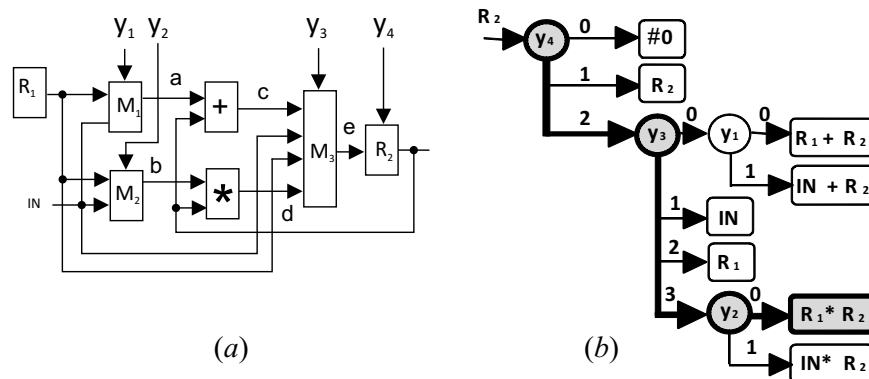 y₁ y₂ y₃ y₄
R₁ M₁ a + c M₃ e R₂
M₂ b * d
IN
(a)
R₂ y₄ 0 #0
1 R₂
2 y₃ 0 y₁ 0 R₁ + R₂
1 IN + R₂
1 IN
2 R₁
3 y₂ 0 R₁* R₂
1 IN* R₂
(b)